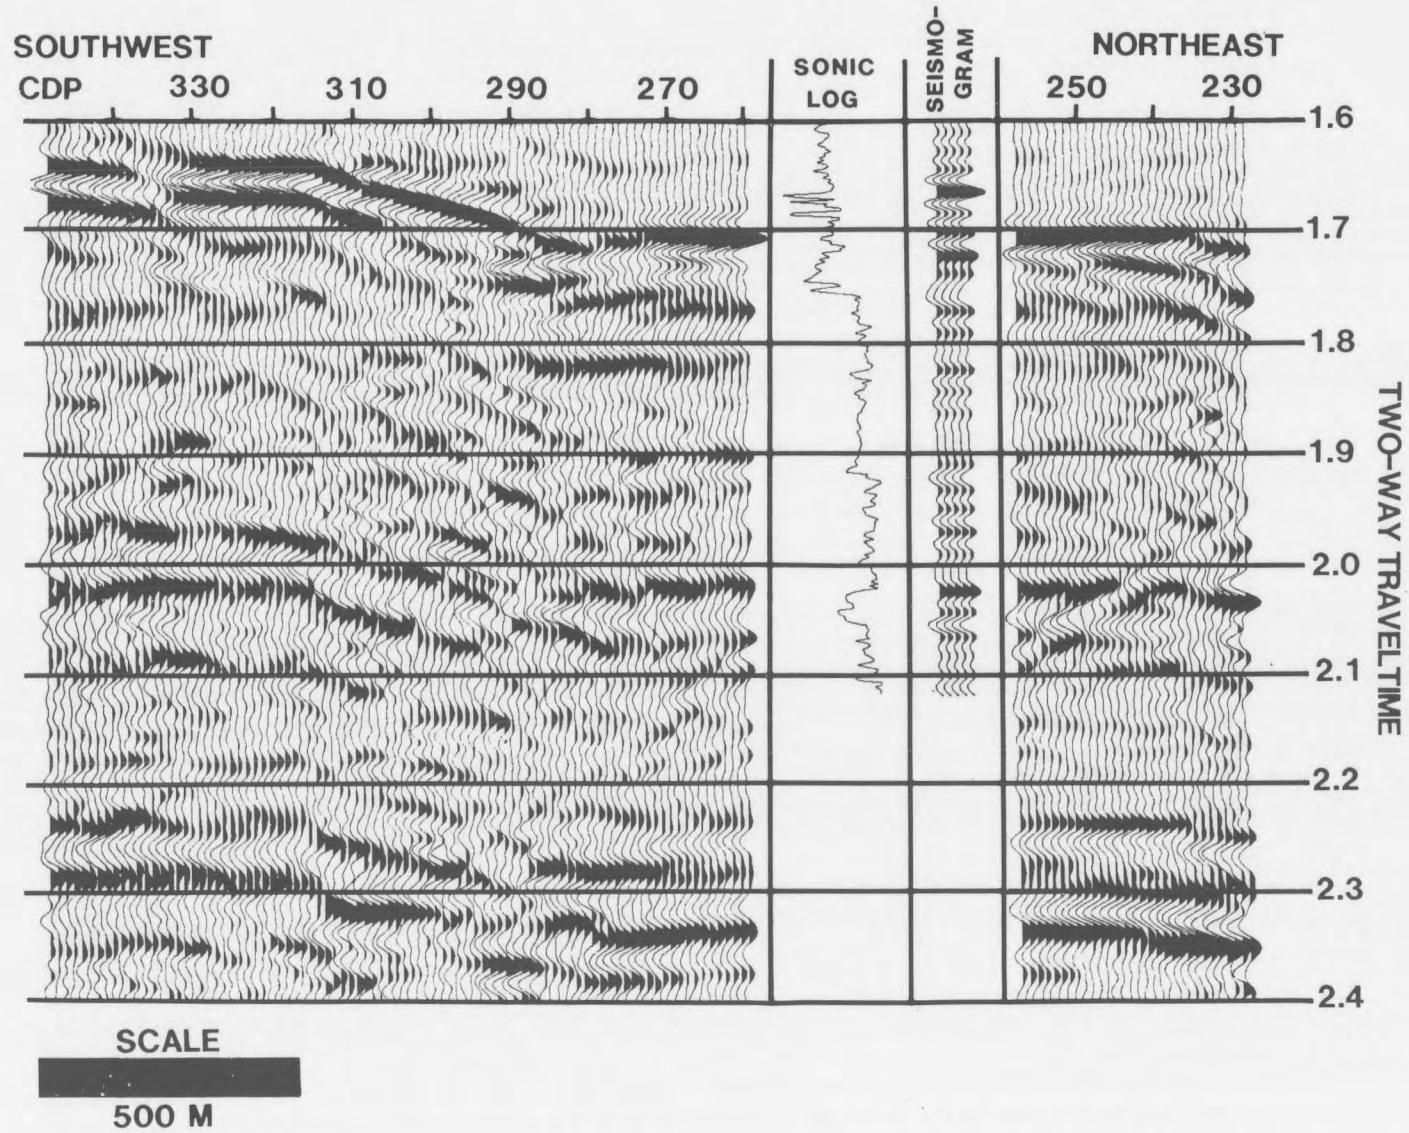 SOUTHWEST
NORTHEAST
CDP 330 310 290 270
SONIC
LOG
SEISMO-
GRAM
250 230
1.6
1.7
1.8
1.9
2.0
2.1
2.2
2.3
2.4
TWO-WAY TRAVELTIME
SCALE
500 M